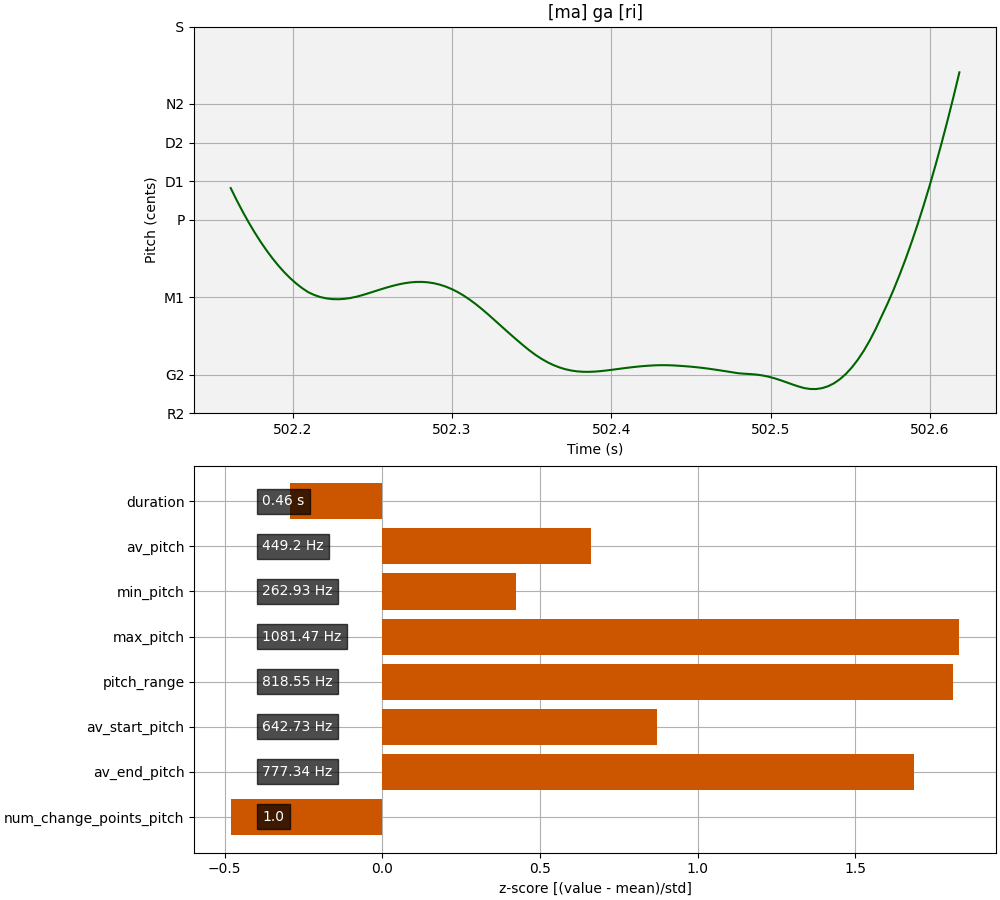 [ma] ga [ri]
S
N2
D2
D1
P
M1
G2
R2
Pitch (cents)
502.2 502.3 502.4 502.5 502.6
Time (s)
duration 0.46 s
av_pitch 449.2 Hz
min_pitch 262.93 Hz
max_pitch 1081.47 Hz
pitch_range 818.55 Hz
av_start_pitch 642.73 Hz
av_end_pitch 777.34 Hz
num_change_points_pitch 1.0
−0.5 0.0 0.5 1.0 1.5
z-score [(value - mean)/std]